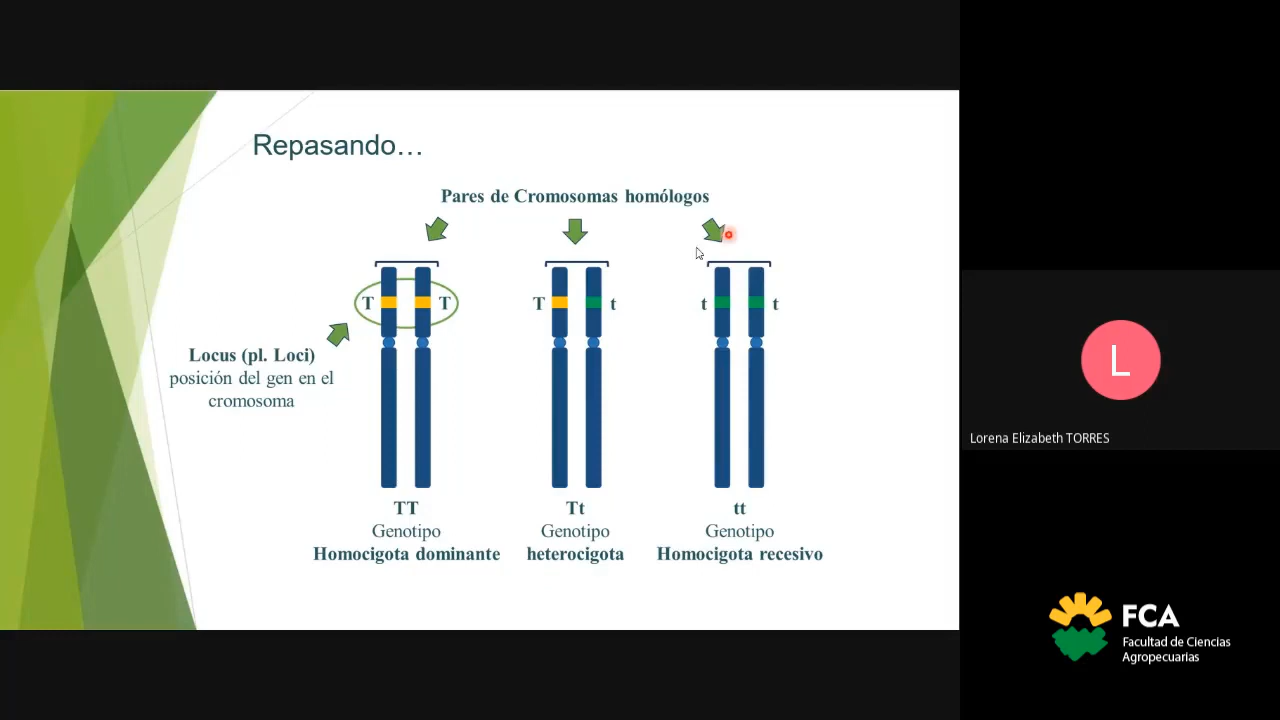 Repasando…
Pares de Cromosomas homólogos
T
T
T
t
t
t
Locus (pl. Loci)
posición del gen en el
cromosoma
TT
Genotipo
Homocigota dominante
Tt
Genotipo
heterocigota
tt
Genotipo
Homocigota recesivo
L
Lorena Elizabeth TORRES
FCA
Facultad de Ciencias
Agropecuarias